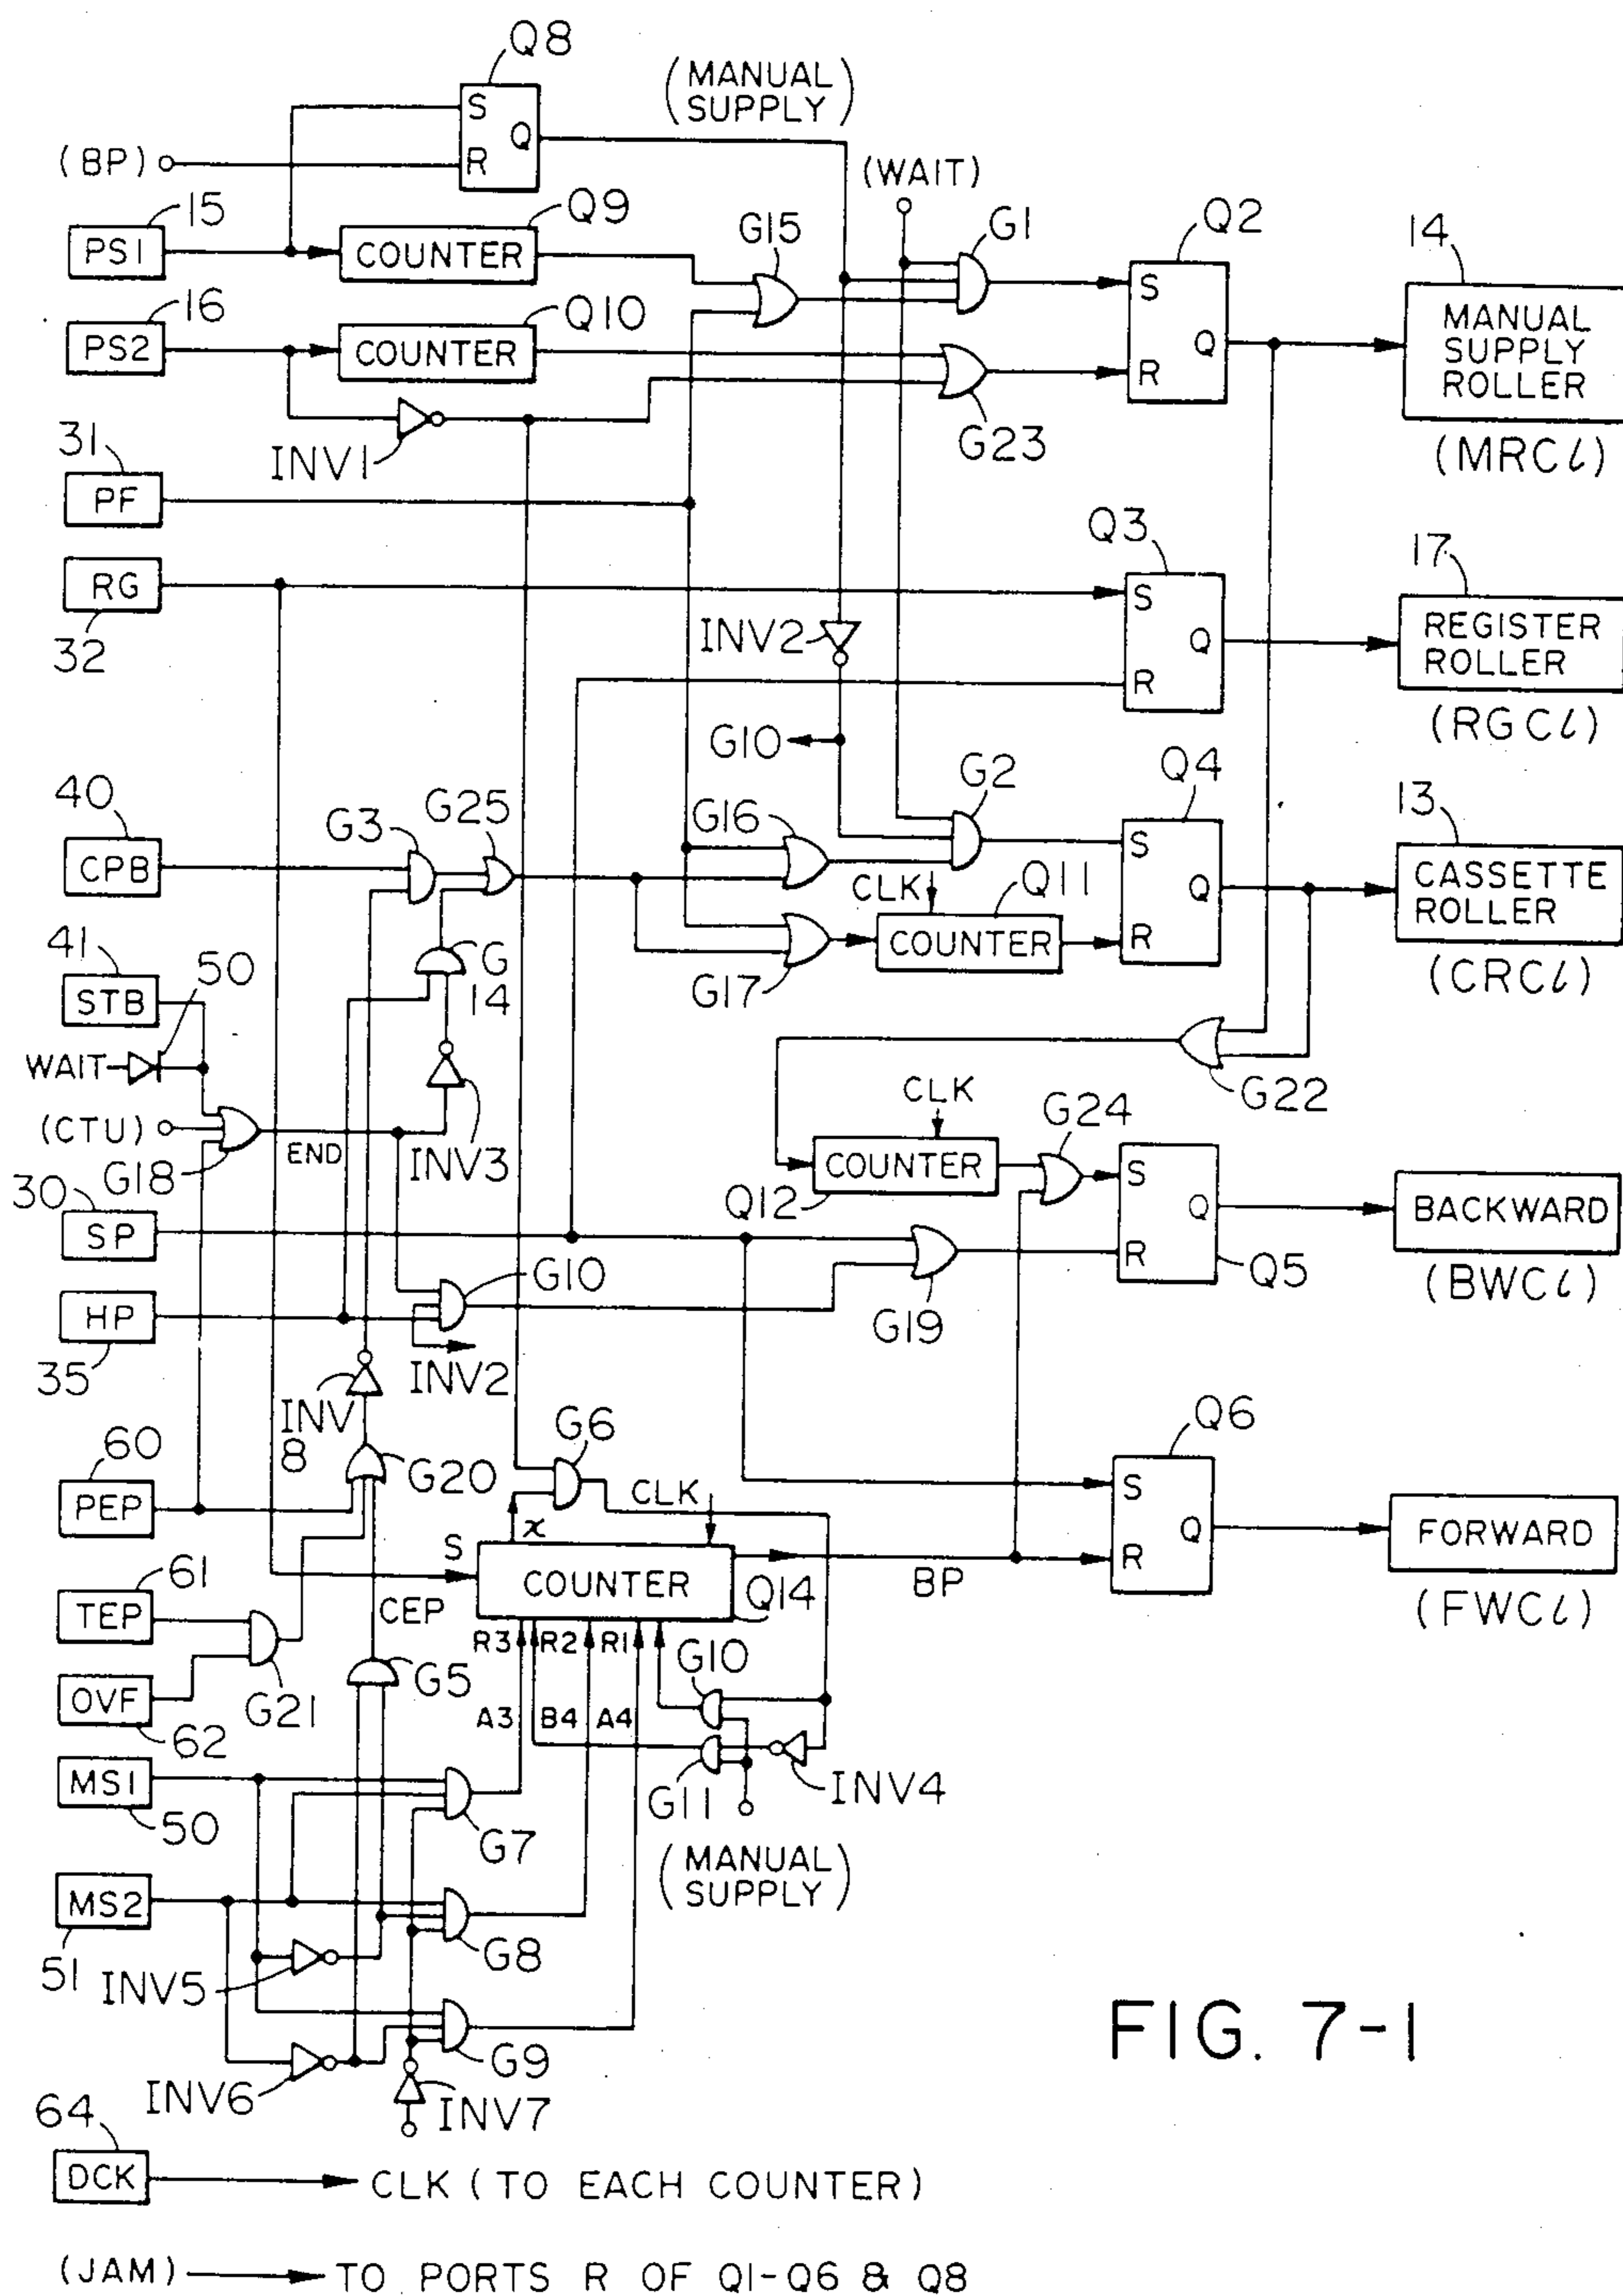 Q8
(MANUAL SUPPLY)
S
Q
R
(BP)
(WAIT)
15
PS1
Q9
COUNTER
G15
G1
Q2
14
S
Q
R
MANUAL
SUPPLY
ROLLER
(MRCl)
16
PS2
Q10
COUNTER
G23
INV1
31
PF
RG
32
Q3
S
Q
R
17
REGISTER
ROLLER
(RGCl)
INV2
G10
40
CPB
G3
G25
G16
G2
Q4
S
Q
R
13
CASSETTE
ROLLER
(CRCl)
CLK
Q11
COUNTER
G17
G
14
41
STB
50
WAIT
(CTU)
G18
END
INV3
G22
CLK
COUNTER
Q12
G24
S
Q
R
Q5
BACKWARD
(BWCl)
30
SP
G10
G19
HP
35
INV2
INV
8
60
PEP
G20
G6
CLK
x
S
COUNTER
Q14
BP
Q6
S
Q
R
FORWARD
(FWCl)
61
TEP
CEP
R3
R2
R1
G10
OVF
62
G21
G5
A3
B4
A4
MS1
50
G7
G11
INV4
(MANUAL SUPPLY)
MS2
51
INV5
G8
INV6
G9
INV7
64
DCK
CLK (TO EACH COUNTER)
(JAM)
TO PORTS R OF Q1-Q6 & Q8
FIG. 7-1